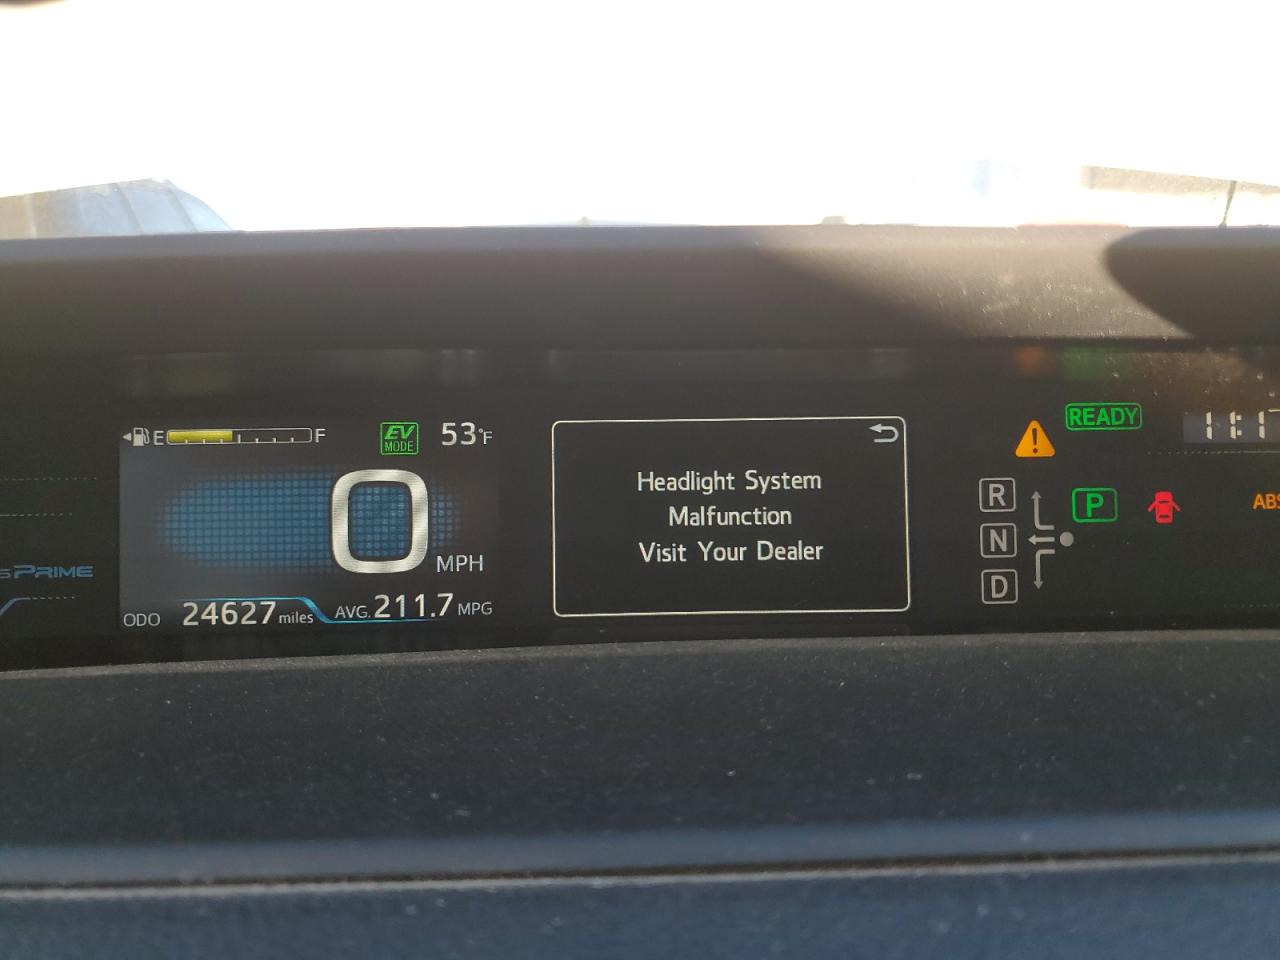 E F EV MODE 53°F
0 MPH
ODO 24627 miles AVG. 211.7 MPG
PRIME
Headlight System
Malfunction
Visit Your Dealer
READY
R
N
D
P
ABS